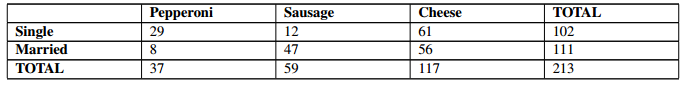 Pepperoni Sausage Cheese TOTAL
Single 29 12 61 102
Married 8 47 56 111
TOTAL 37 59 117 213